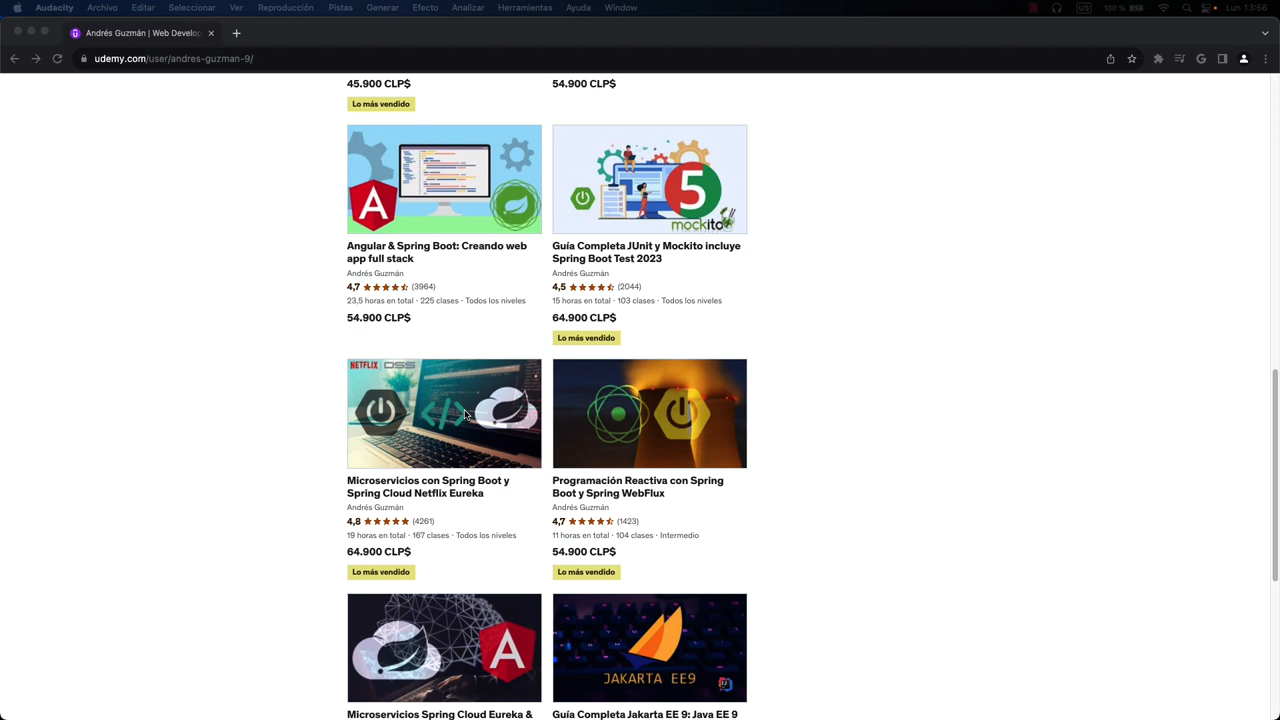 Audacity Archivo Editar Seleccionar Ver Reproducción Pistas Generar Efecto Analizar Herramientas Ayuda Window US 100 % Lun 13:56
Andrés Guzmán | Web Develop
udemy.com/user/andres-guzman-9/
45.900 CLP$
54.900 CLP$
Lo más vendido
5
mockito
Angular & Spring Boot: Creando web
app full stack
Andrés Guzmán
4,7 (3964)
23,5 horas en total · 225 clases · Todos los niveles
54.900 CLP$
Guía Completa JUnit y Mockito incluye
Spring Boot Test 2023
Andrés Guzmán
4,5 (2044)
15 horas en total · 103 clases · Todos los niveles
64.900 CLP$
Lo más vendido
NETFLIX OSS
</>
Microservicios con Spring Boot y
Spring Cloud Netflix Eureka
Andrés Guzmán
4,8 (4261)
19 horas en total · 167 clases · Todos los niveles
64.900 CLP$
Lo más vendido
Programación Reactiva con Spring
Boot y Spring WebFlux
Andrés Guzmán
4,7 (1423)
11 horas en total · 104 clases · Intermedio
54.900 CLP$
Lo más vendido
JAKARTA EE9
Microservicios Spring Cloud Eureka &
Guía Completa Jakarta EE 9: Java EE 9